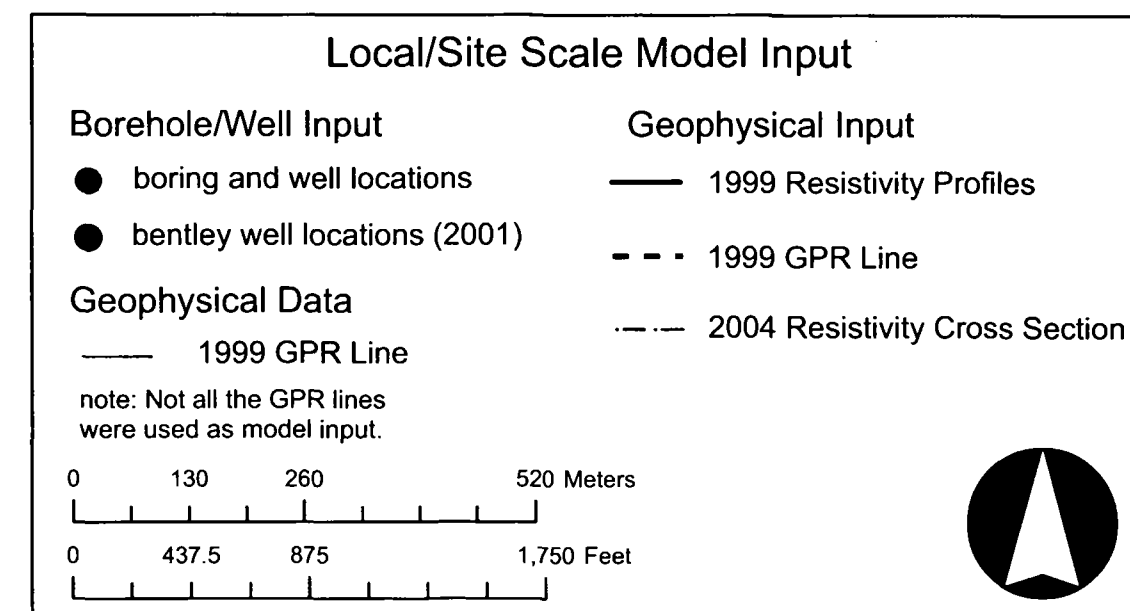 Local/Site Scale Model Input
Borehole/Well Input
boring and well locations
bentley well locations (2001)
Geophysical Data
1999 GPR Line
note: Not all the GPR lines
were used as model input.
0 130 260 520 Meters
0 437.5 875 1,750 Feet
Geophysical Input
1999 Resistivity Profiles
1999 GPR Line
2004 Resistivity Cross Section